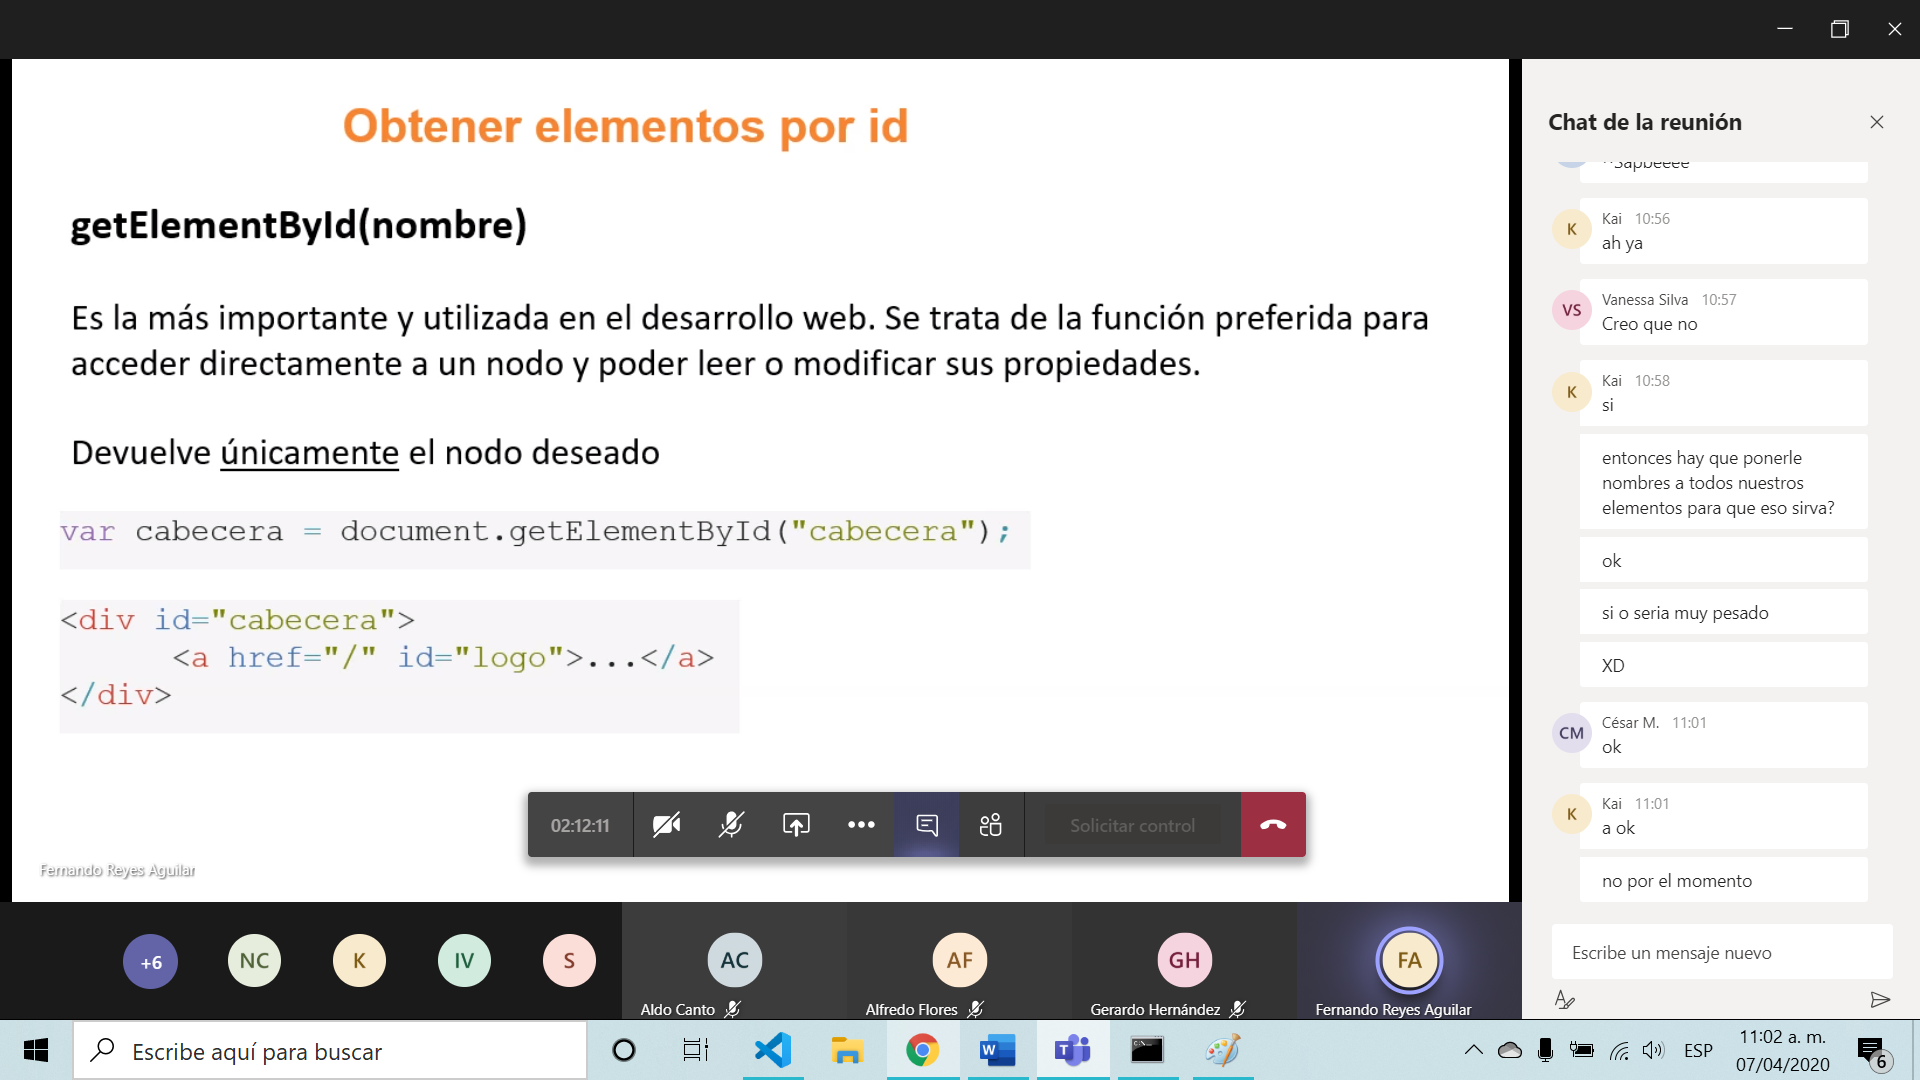 Obtener elementos por id
getElementById(nombre)
Es la más importante y utilizada en el desarrollo web. Se trata de la función preferida para
acceder directamente a un nodo y poder leer o modificar sus propiedades.
Devuelve únicamente el nodo deseado
var cabecera = document.getElementById("cabecera");
<div id="cabecera">
<a href="/" id="logo">...</a>
</div>
02:12:11
Solicitar control
Fernando Reyes Aguilar
+6
NC
K
IV
S
AC
Aldo Canto
AF
Alfredo Flores
GH
Gerardo Hernández
FA
Fernando Reyes Aguilar
Chat de la reunión
K
Kai 10:56
ah ya
VS
Vanessa Silva 10:57
Creo que no
K
Kai 10:58
si
entonces hay que ponerle
nombres a todos nuestros
elementos para que eso sirva?
ok
si o seria muy pesado
XD
CM
César M. 11:01
ok
K
Kai 11:01
a ok
no por el momento
Escribe un mensaje nuevo
Escribe aquí para buscar
ESP
11:02 a. m.
07/04/2020
6